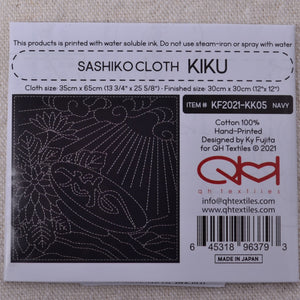 This products is printed with water soluble ink. Do not use steam-iron or spray with water
SASHIKO CLOTH KIKU
Cloth size: 35cm x 65cm (13 3/4" x 25 5/8") · Finished size: 30cm x 30cm (12"x 12")
ITEM # KF2021-KK05 NAVY
Cotton 100%
Hand-Printed
Designed by Ky Fujita
for QH Textiles © 2021
QH
qh textiles
qhtextiles.com
info@qhtextiles.com
6 45318 96379 3
MADE IN JAPAN